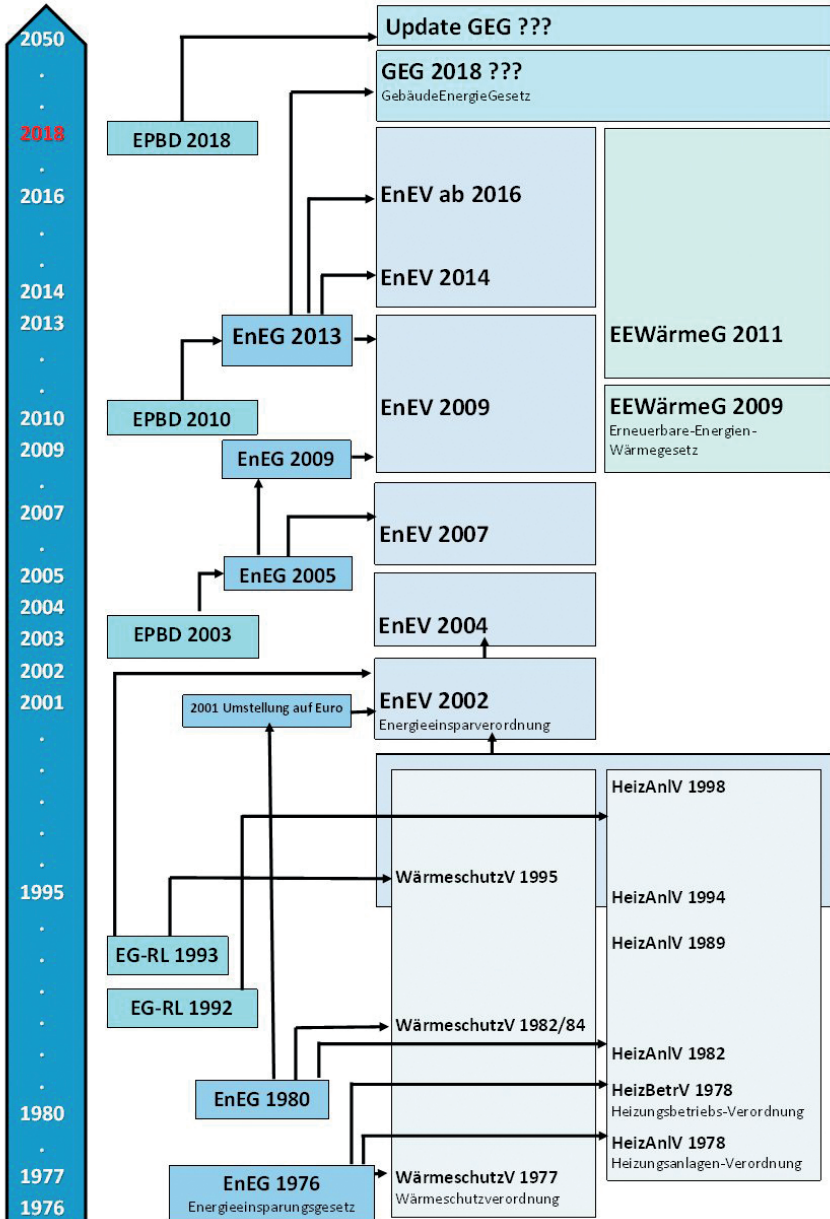 2050
.
.
2018
.
2016
.
.
2014
2013
.
.
2010
2009
.
2007
.
2005
2004
2003
2002
2001
.
.
.
.
.
1995
.
.
.
.
.
.
1980
.
1977
1976
Update GEG ???
GEG 2018 ???
GebäudeEnergieGesetz
EPBD 2018
EnEV ab 2016
EnEV 2014
EnEG 2013
EEWärmeG 2011
EPBD 2010
EnEV 2009
EEWärmeG 2009
Erneuerbare-Energien-
Wärmegesetz
EnEG 2009
EnEV 2007
EnEG 2005
EPBD 2003
EnEV 2004
EnEV 2002
Energieeinsparverordnung
2001 Umstellung auf Euro
HeizAnlV 1998
WärmeschutzV 1995
HeizAnlV 1994
EG-RL 1993
HeizAnlV 1989
EG-RL 1992
WärmeschutzV 1982/84
HeizAnlV 1982
EnEG 1980
HeizBetrV 1978
Heizungsbetriebs-Verordnung
HeizAnlV 1978
Heizungsanlagen-Verordnung
EnEG 1976
Energieeinsparungsgesetz
WärmeschutzV 1977
Wärmeschutzverordnung